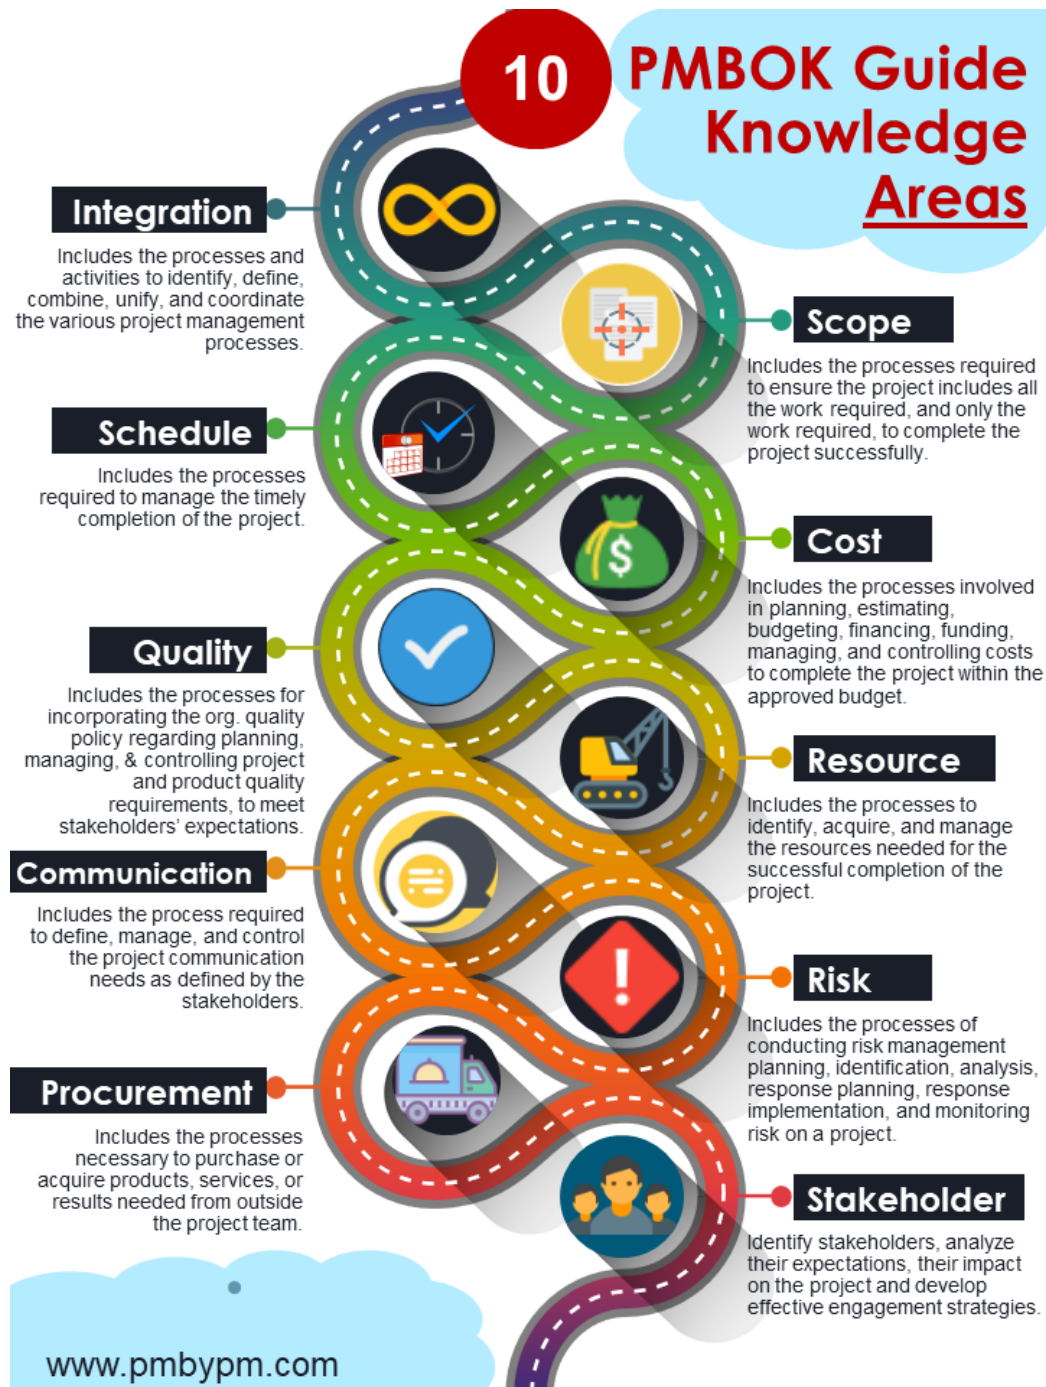 10
PMBOK Guide
Knowledge
Areas
Integration
Includes the processes and
activities to identify, define,
combine, unify, and coordinate
the various project management
processes.
Scope
Includes the processes required
to ensure the project includes all
the work required, and only the
work required, to complete the
project successfully.
Schedule
Includes the processes
required to manage the timely
completion of the project.
Cost
$
Includes the processes involved
in planning, estimating,
budgeting, financing, funding,
managing, and controlling costs
to complete the project within the
approved budget.
Quality
Includes the processes for
incorporating the org. quality
policy regarding planning,
managing, & controlling project
and product quality
requirements, to meet
stakeholders' expectations.
Resource
Includes the processes to
identify, acquire, and manage
the resources needed for the
successful completion of the
project.
Communication
Includes the process required
to define, manage, and control
the project communication
needs as defined by the
stakeholders.
!
Risk
Includes the processes of
conducting risk management
planning, identification, analysis,
response planning, response
implementation, and monitoring
risk on a project.
Procurement
Includes the processes
necessary to purchase or
acquire products, services, or
results needed from outside
the project team.
Stakeholder
Identify stakeholders, analyze
their expectations, their impact
on the project and develop
effective engagement strategies.
www.pmbypm.com